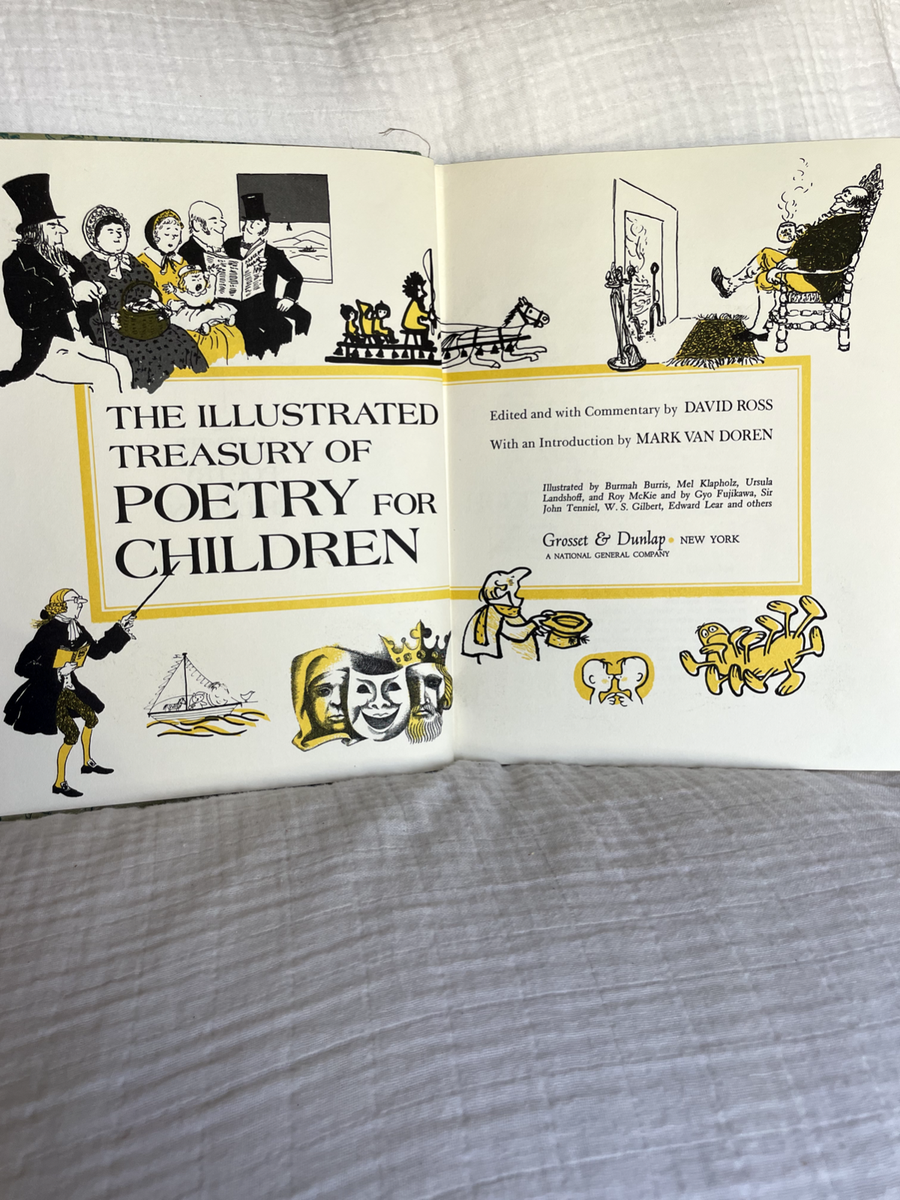 THE ILLUSTRATED
TREASURY OF
POETRY FOR
CHILDREN
Edited and with Commentary by DAVID ROSS
With an Introduction by MARK VAN DOREN
Illustrated by Burmah Burris, Mel Klapholz, Ursula
Landshoff, and Roy McKie and by Gyo Fujikawa, Sir
John Tenniel, W. S. Gilbert, Edward Lear and others
Grosset & Dunlap • NEW YORK
A NATIONAL GENERAL COMPANY